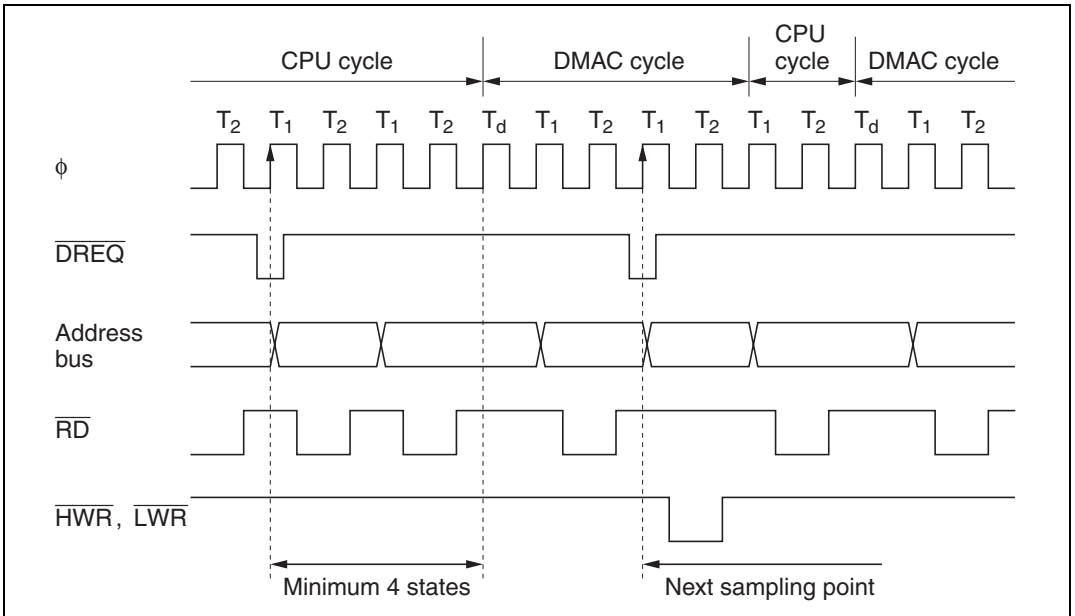 CPU cycle DMAC cycle CPU cycle DMAC cycle
T2 T1 T2 T1 T2 Td T1 T2 T1 T2 T1 T2 Td T1 T2
ϕ
DREQ
Address
bus
RD
HWR, LWR
Minimum 4 states Next sampling point